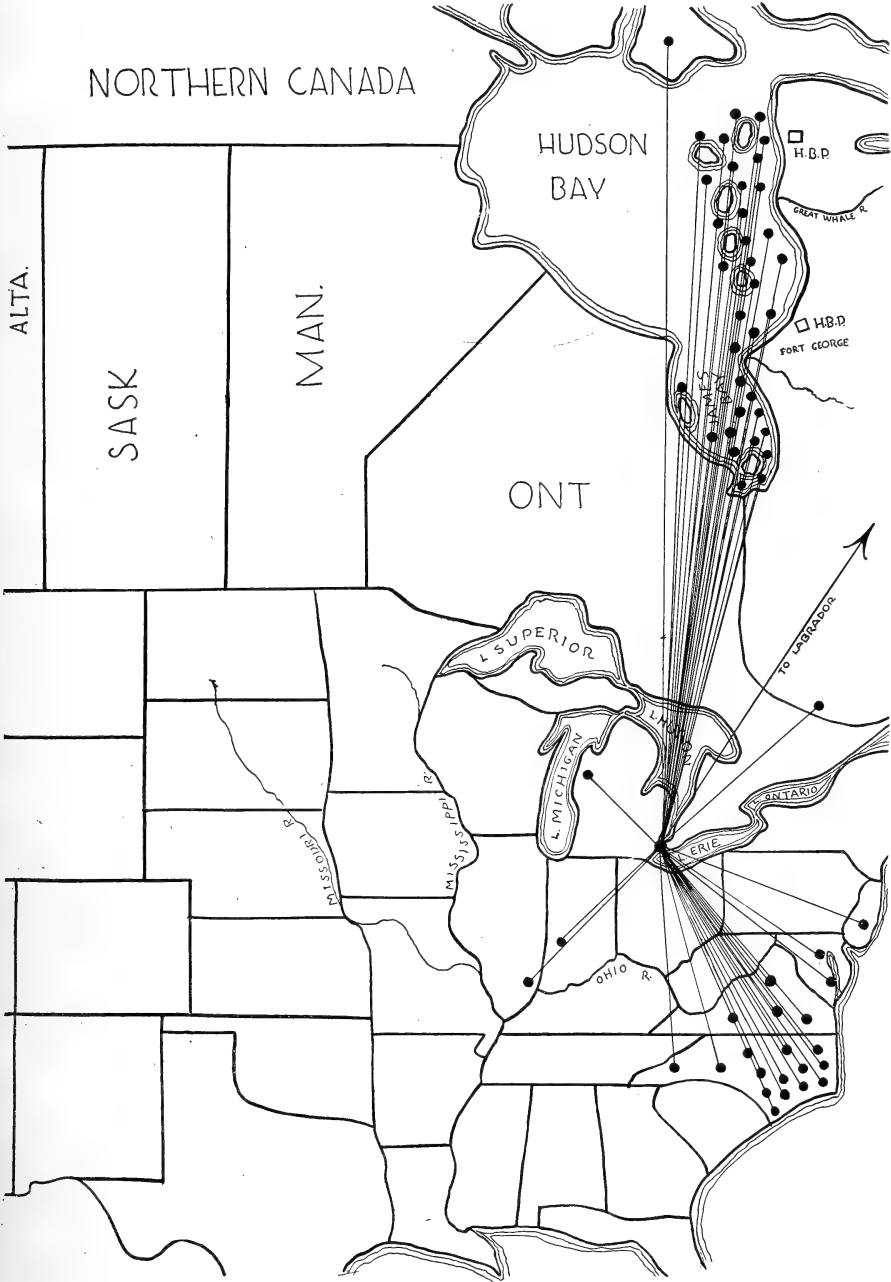 NORTHERN CANADA
HUDSON
BAY
H.B.P.
GREAT WHALE R.
ALTA.
SASK
MAN.
H.B.P.
FORT GEORGE
JAMES
BAY
ONT
TO LABRADOR
L SUPERIOR
L. HURON
L. MICHIGAN
L. ONTARIO
L. ERIE
MISSOURI R.
MISSISSIPPI R.
OHIO R.